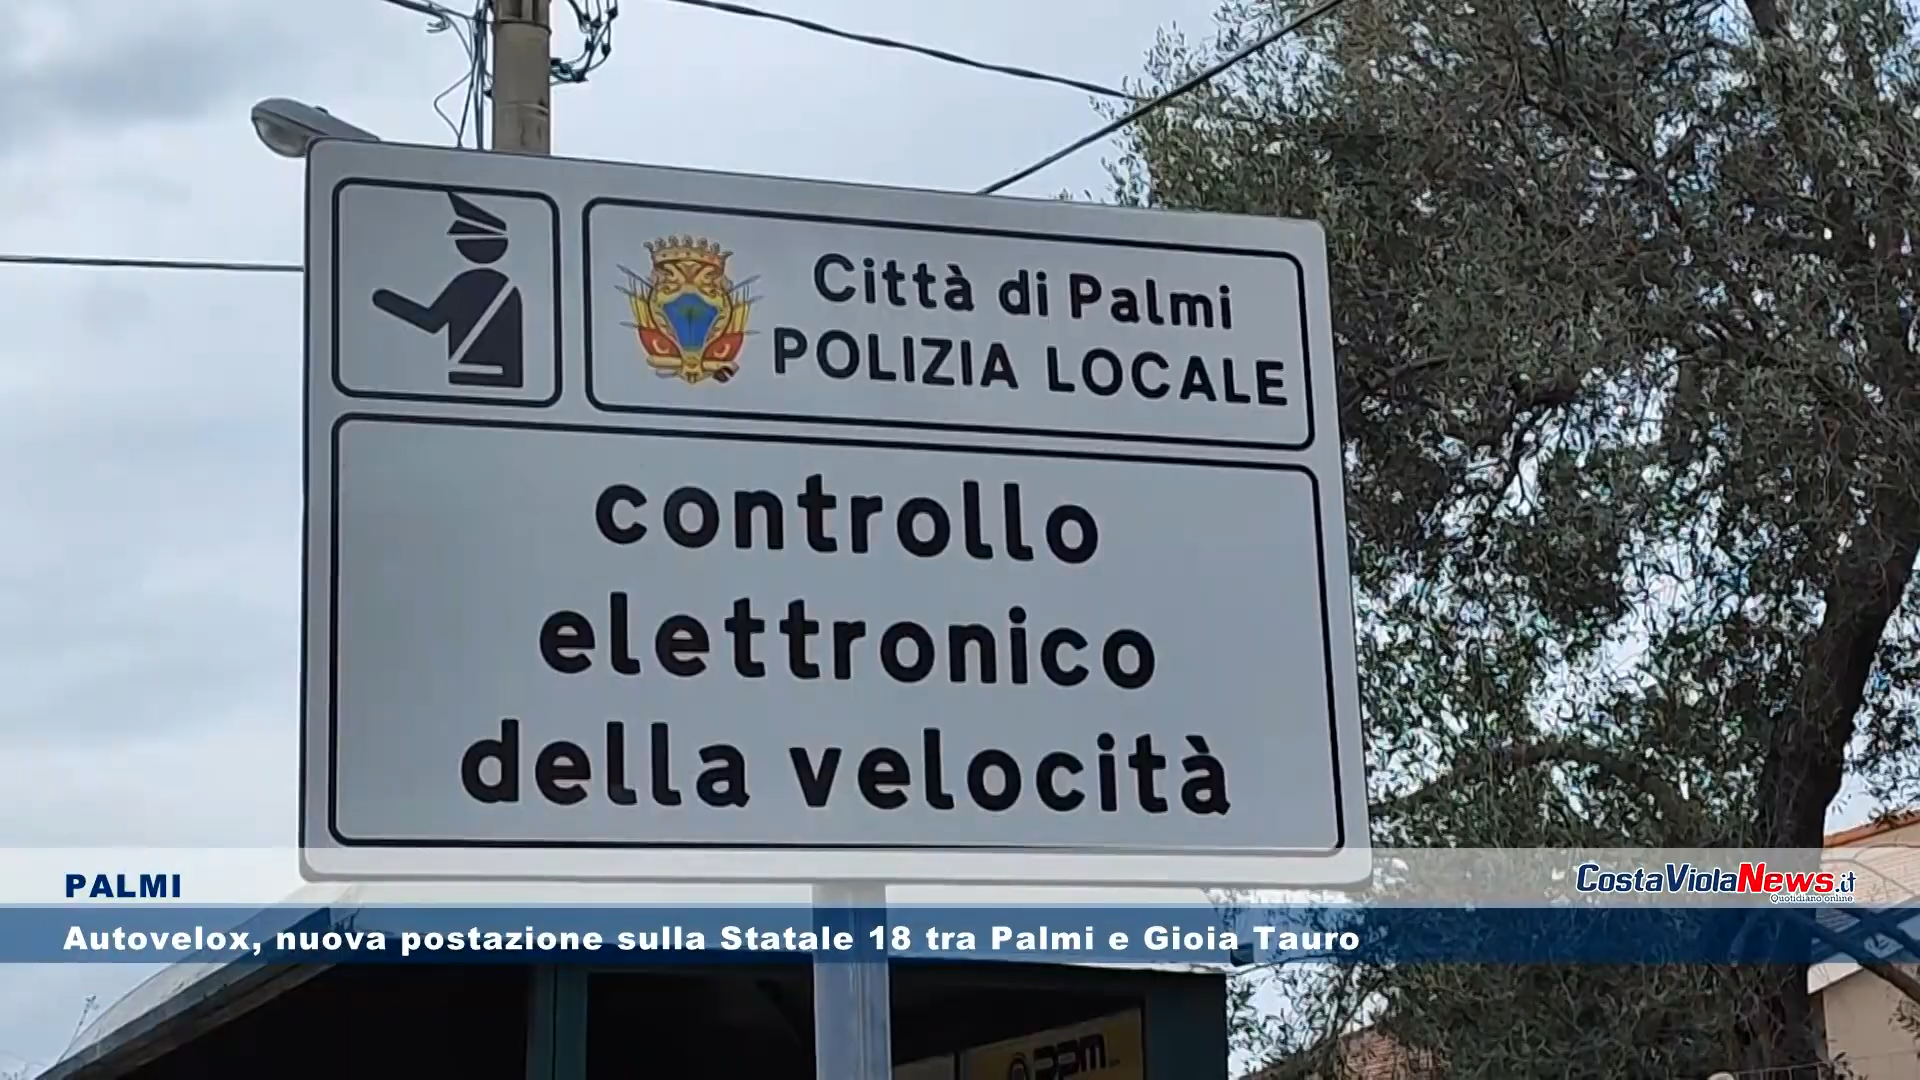 Città di Palmi
POLIZIA LOCALE
controllo
elettronico
della velocità
PALMI
CostaViolaNews.it
Quotidiano online
Autovelox, nuova postazione sulla Statale 18 tra Palmi e Gioia Tauro
ppm